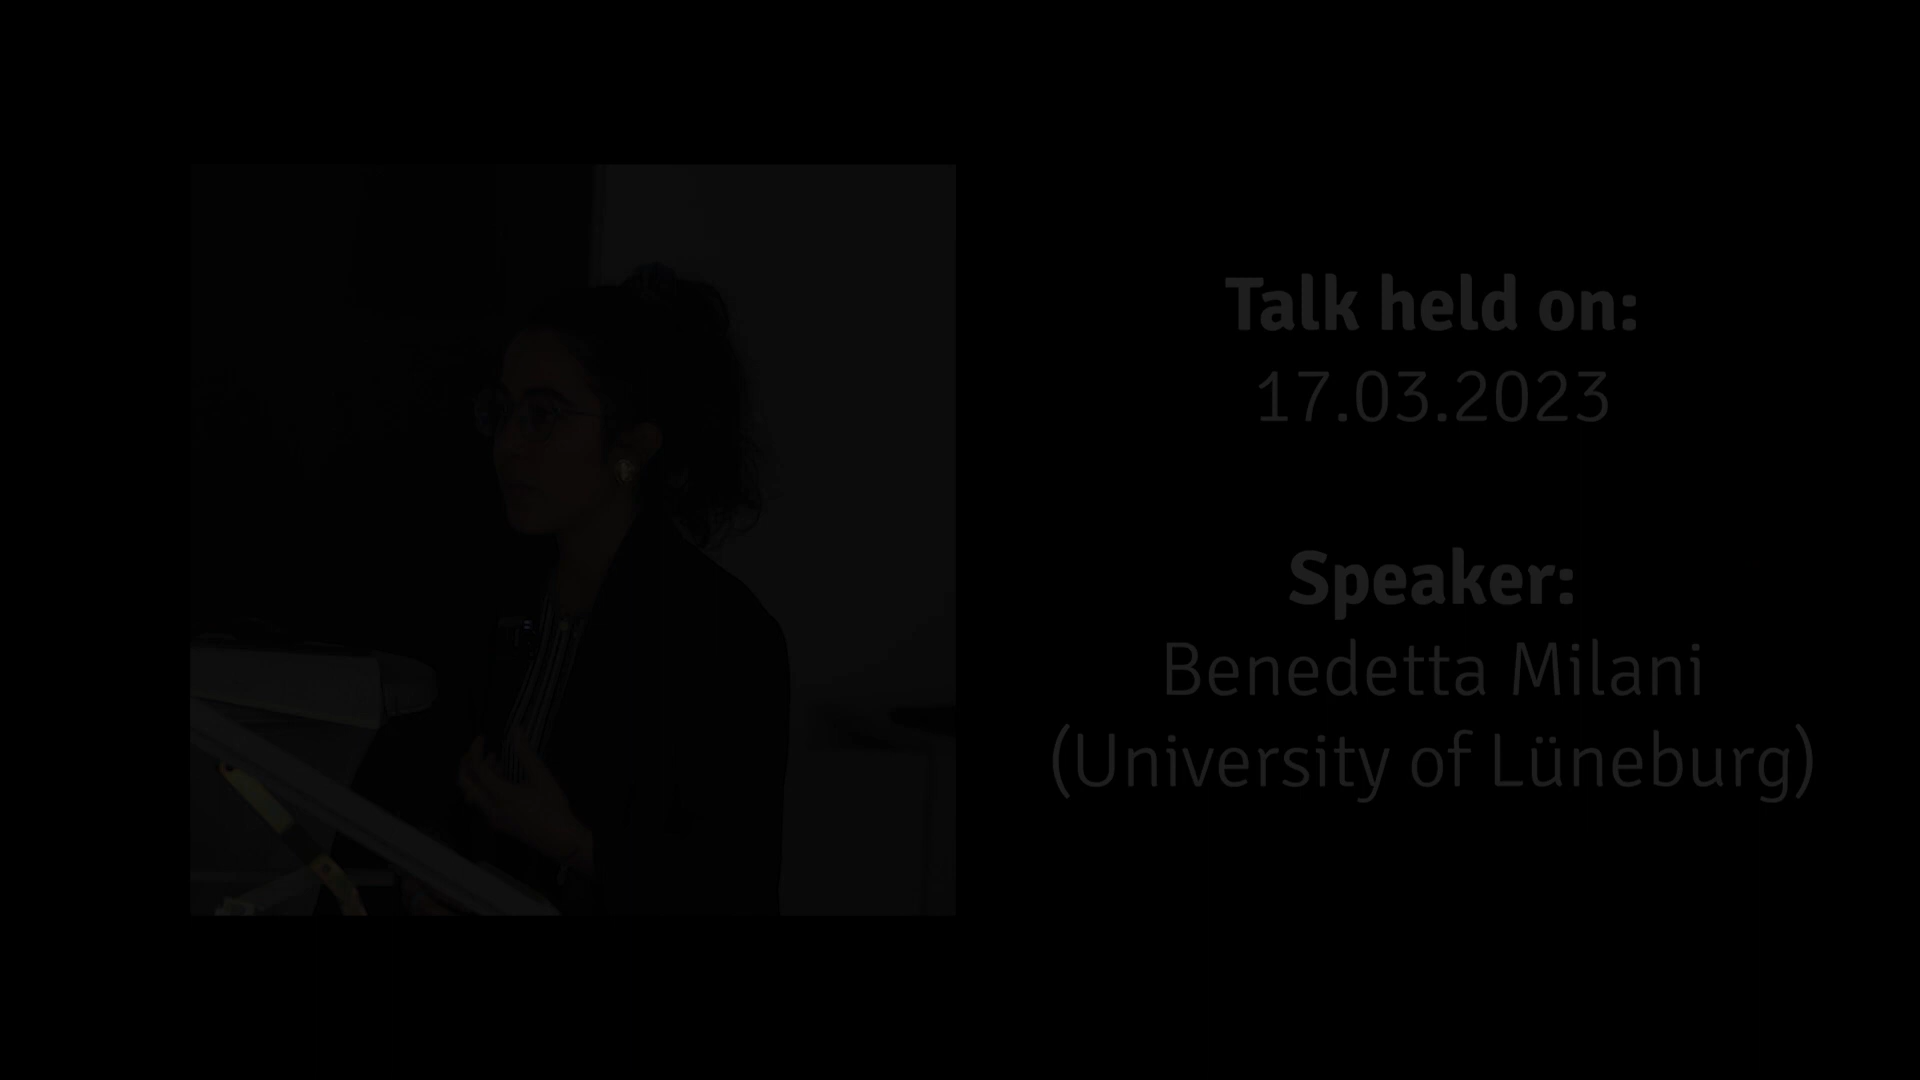 Talk held on:
17.03.2023
Speaker:
Benedetta Milani
(University of Lüneburg)